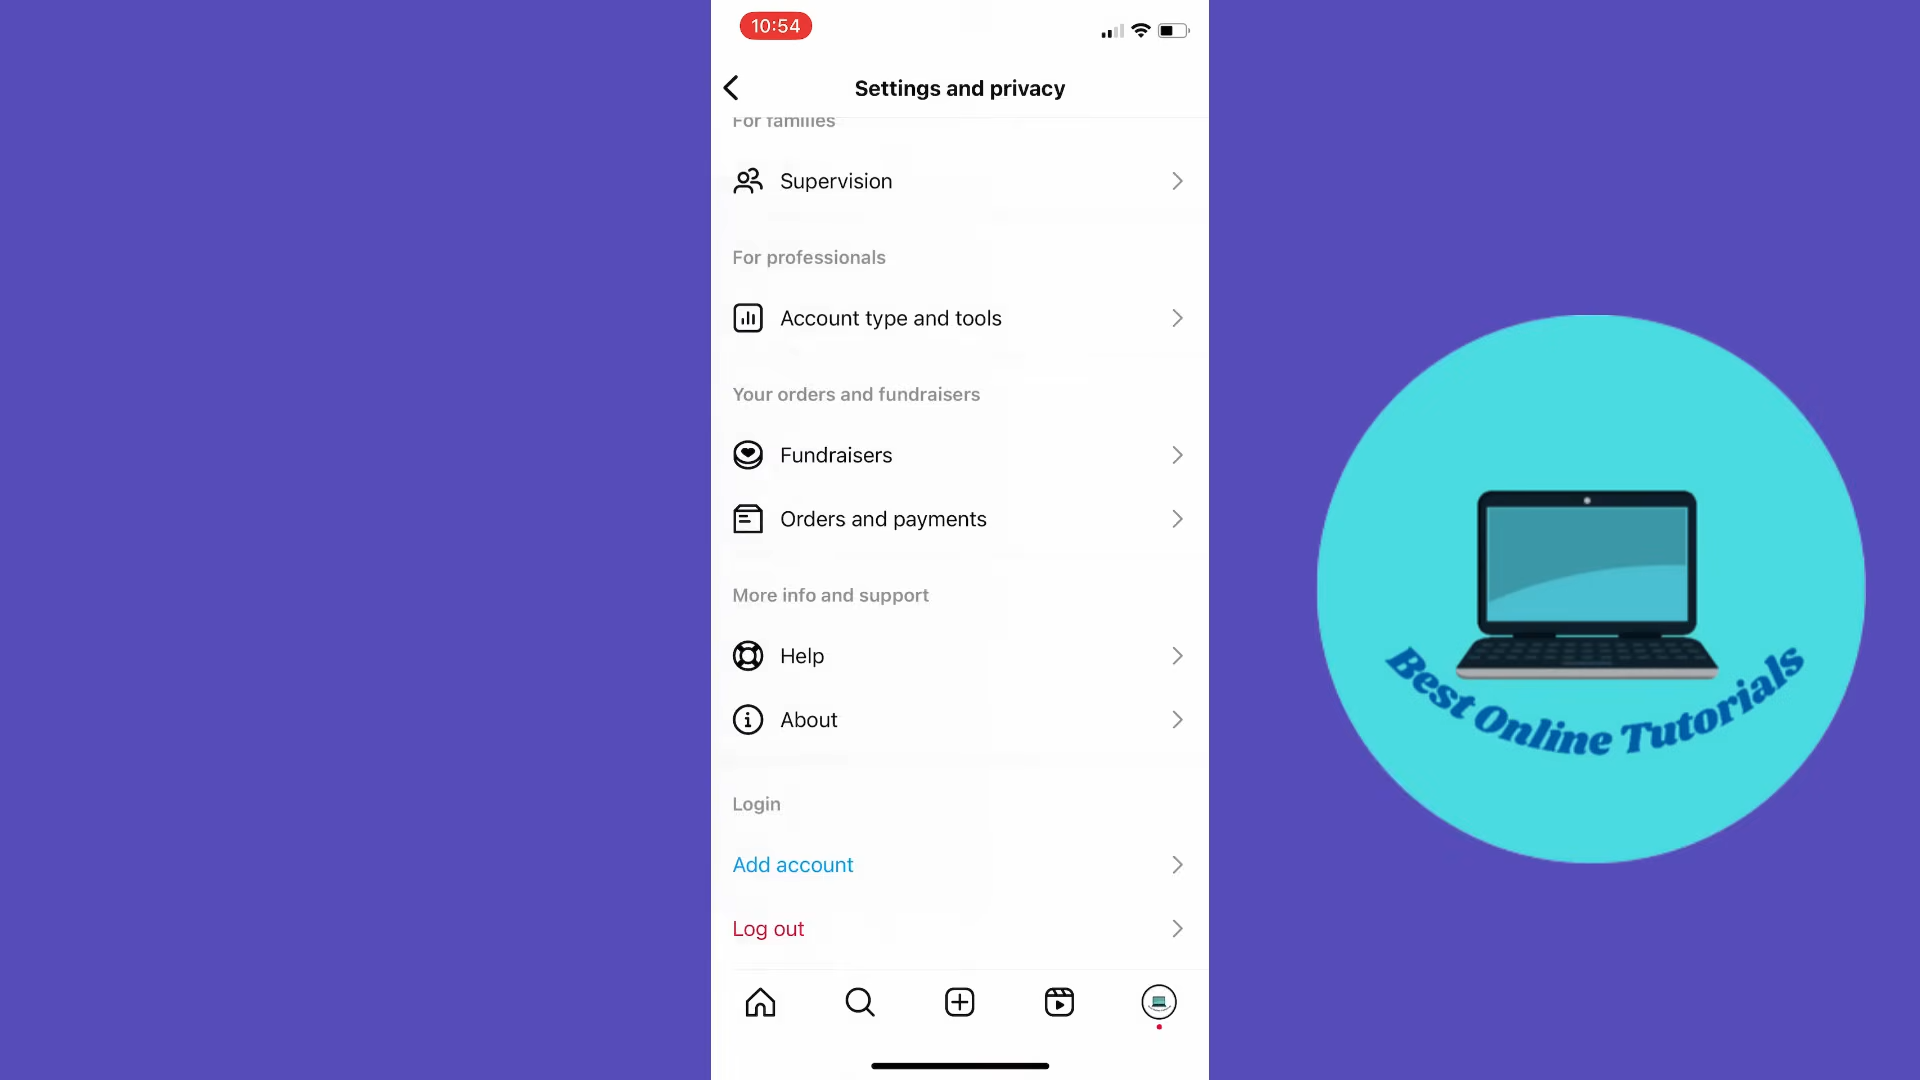 10:54
Settings and privacy
For families
Supervision
For professionals
Account type and tools
Your orders and fundraisers
Fundraisers
Orders and payments
More info and support
Help
About
Login
Add account
Log out
Best Online Tutorials